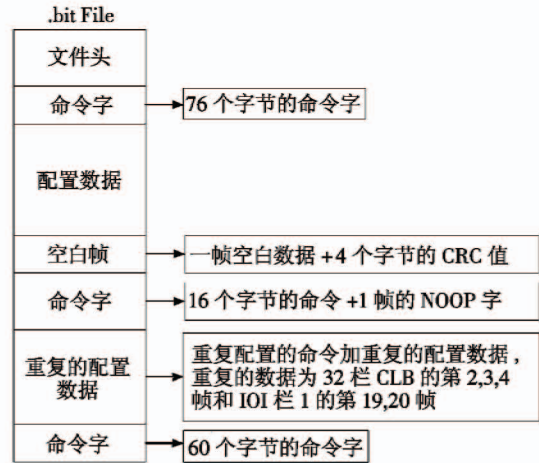 .bit File
文件头
命令字
76 个字节的命令字
配置数据
空白帧
一帧空白数据 +4 个字节的 CRC 值
命令字
16 个字节的命令 +1 帧的 NOOP 字
重复的配置
数据
重复配置的命令加重复的配置数据，
重复的数据为 32 栏 CLB 的第 2,3,4
帧和 IOI 栏 1 的第 19,20 帧
命令字
60 个字节的命令字